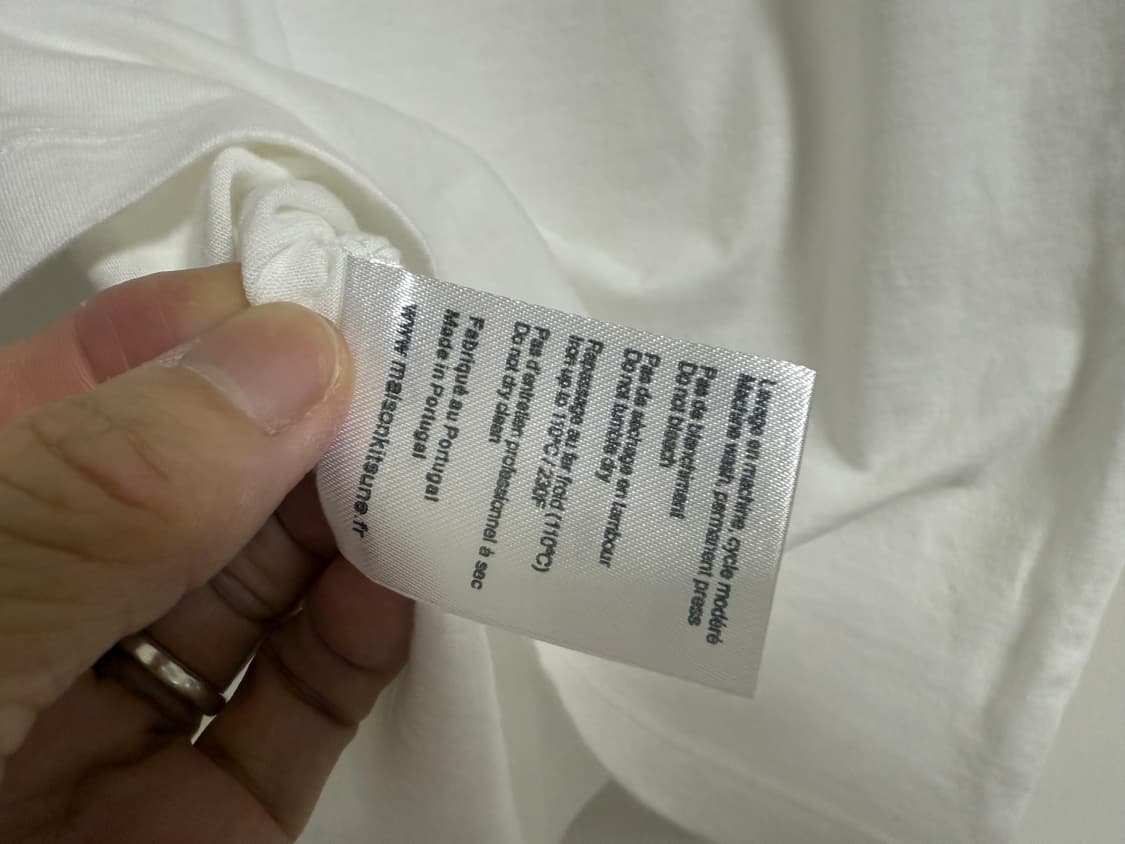 Lavage en machine, cycle modéré
Machine wash, permanent press
Pas de blanchiment
Do not bleach
Pas de séchage en tambour
Do not tumble dry
Repassage au fer froid (110°C)
Iron up to 110°C / 230F
Pas d'entretien professionnel à sec
Do not dry clean
Fabriqué au Portugal
Made in Portugal
www.maisonkitsune.fr